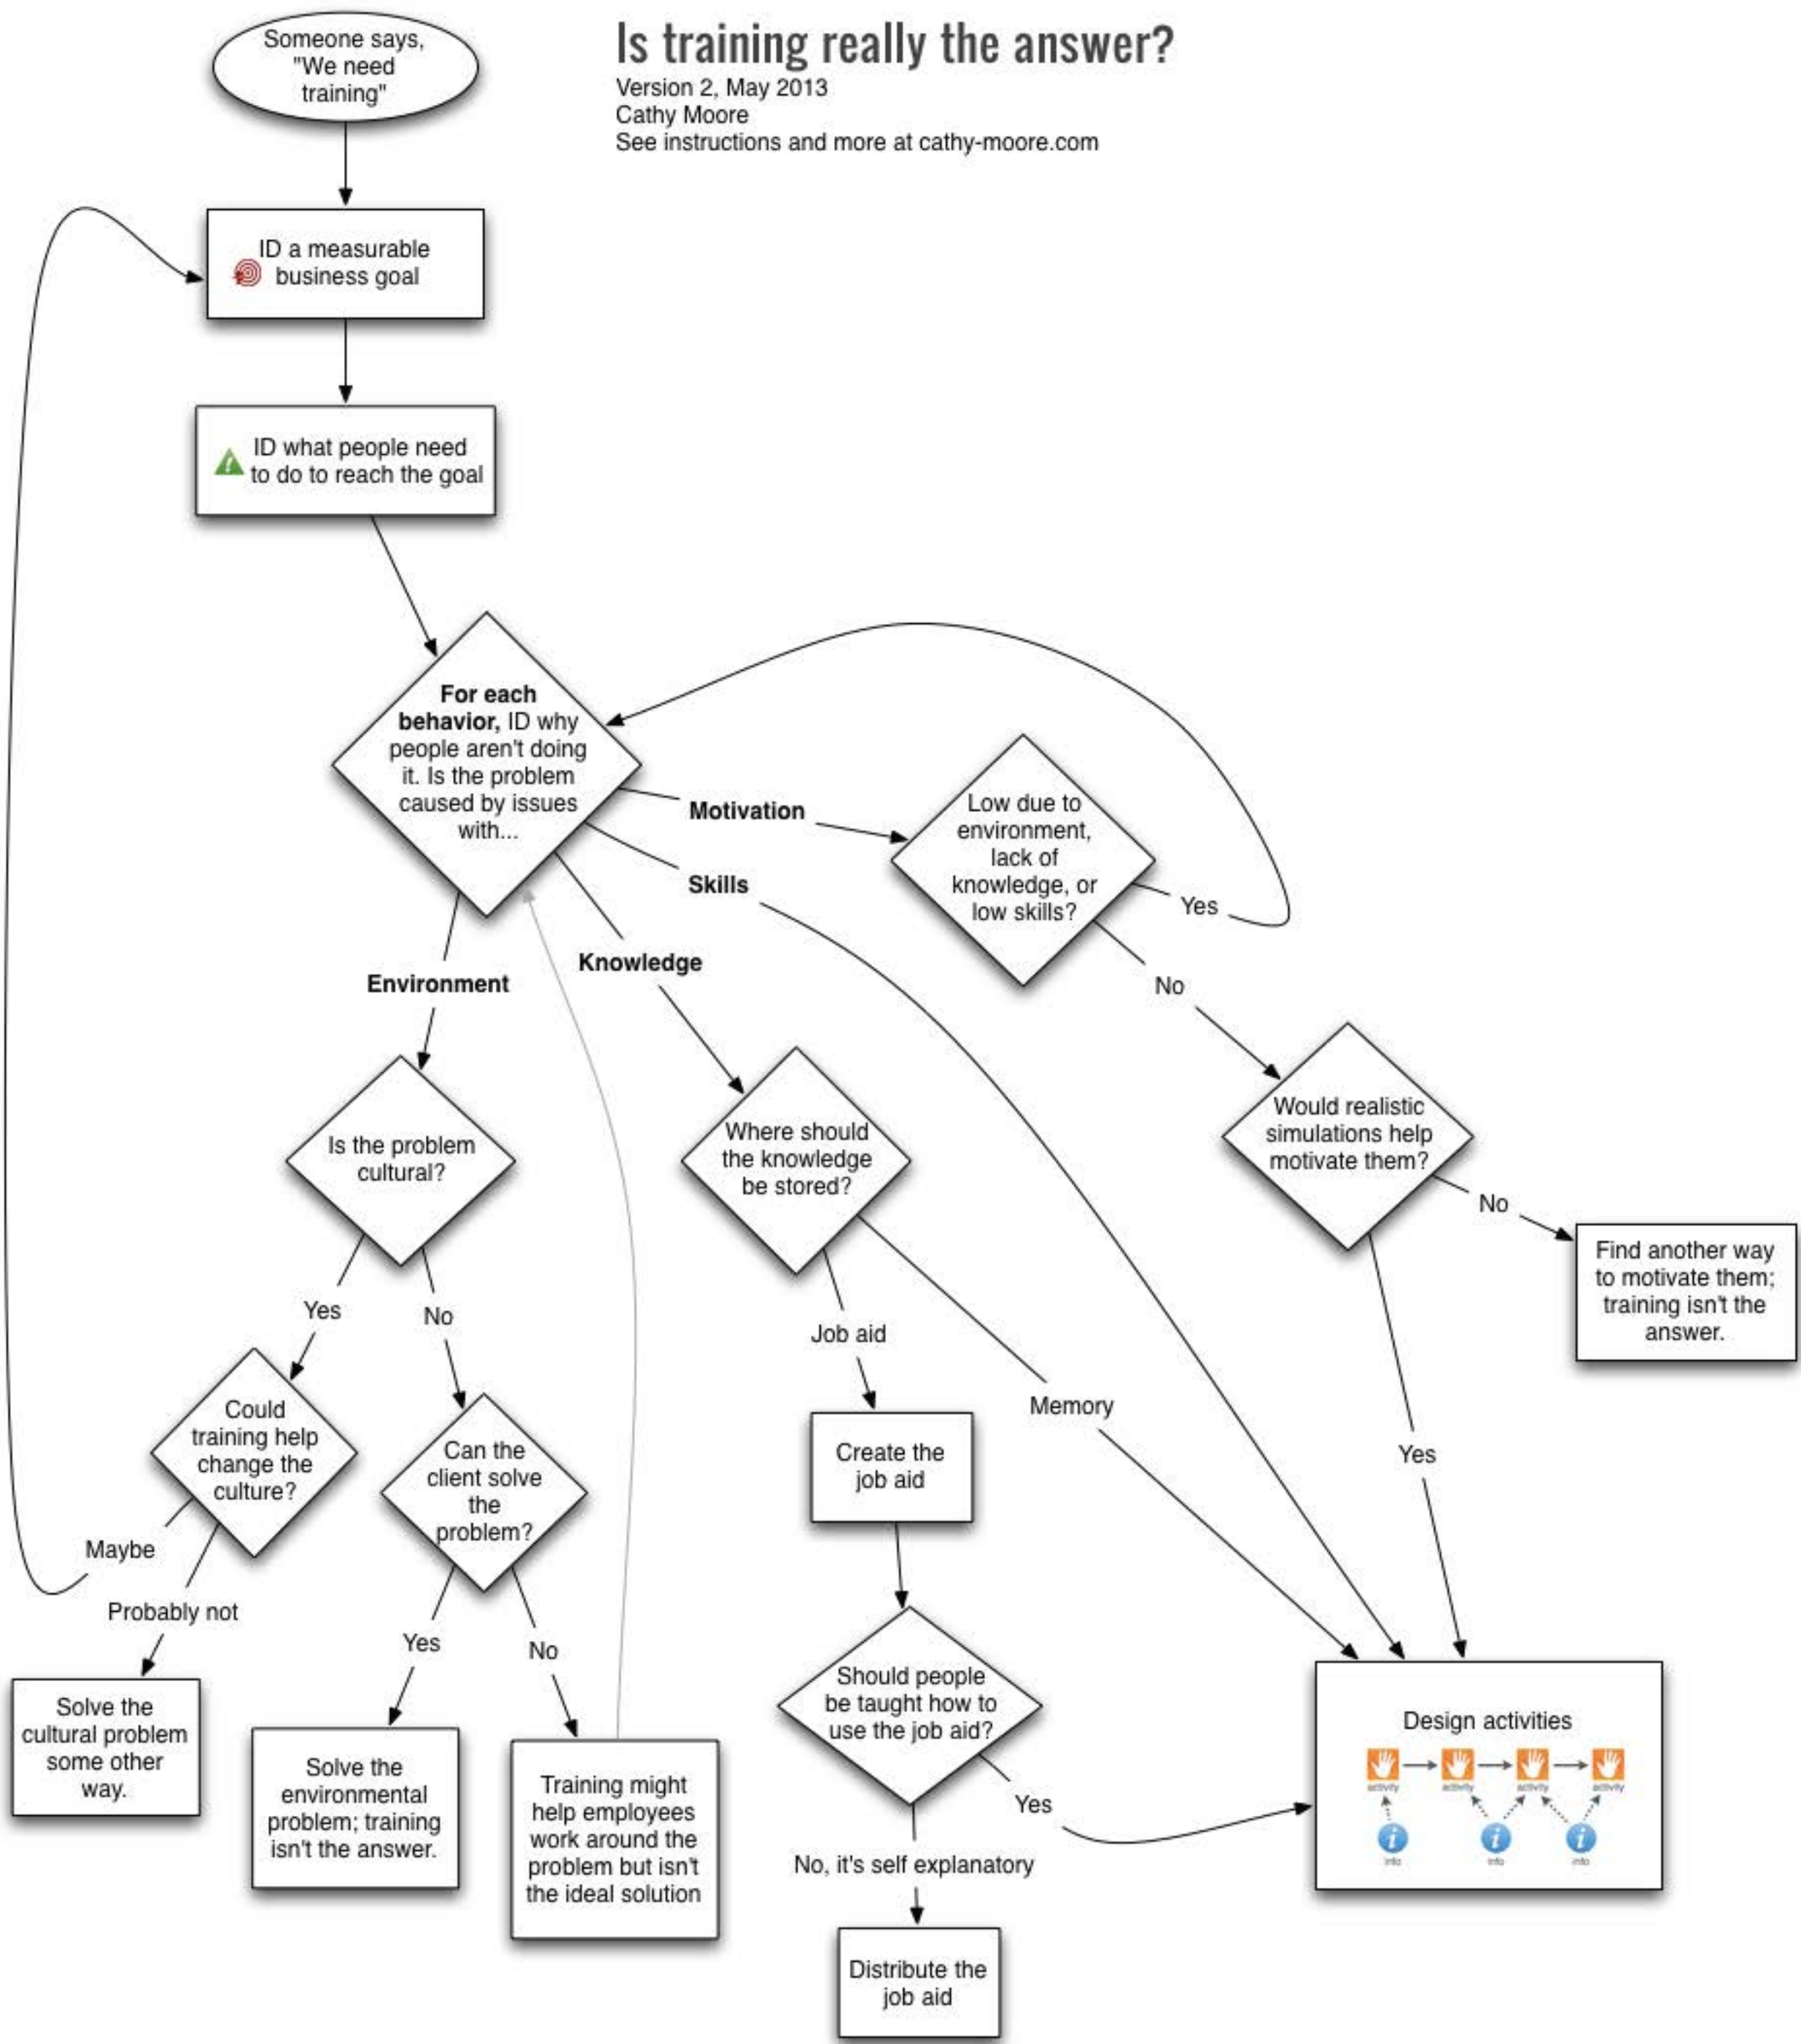 Someone says,
"We need
training"
Is training really the answer?
Version 2, May 2013
Cathy Moore
See instructions and more at cathy-moore.com
ID a measurable
business goal
ID what people need
to do to reach the goal
For each
behavior, ID why
people aren't doing
it. Is the problem
caused by issues
with...
Motivation
Skills
Knowledge
Environment
Low due to
environment,
lack of
knowledge, or
low skills?
Yes
No
Would realistic
simulations help
motivate them?
No
Find another way
to motivate them;
training isn't the
answer.
Yes
Is the problem
cultural?
Yes
No
Could
training help
change the
culture?
Maybe
Probably not
Solve the
cultural problem
some other
way.
Can the
client solve
the
problem?
Yes
No
Solve the
environmental
problem; training
isn't the answer.
Training might
help employees
work around the
problem but isn't
the ideal solution
Where should
the knowledge
be stored?
Job aid
Memory
Create the
job aid
Should people
be taught how to
use the job aid?
Yes
No, it's self explanatory
Distribute the
job aid
Design activities
activity activity activity activity
info info info